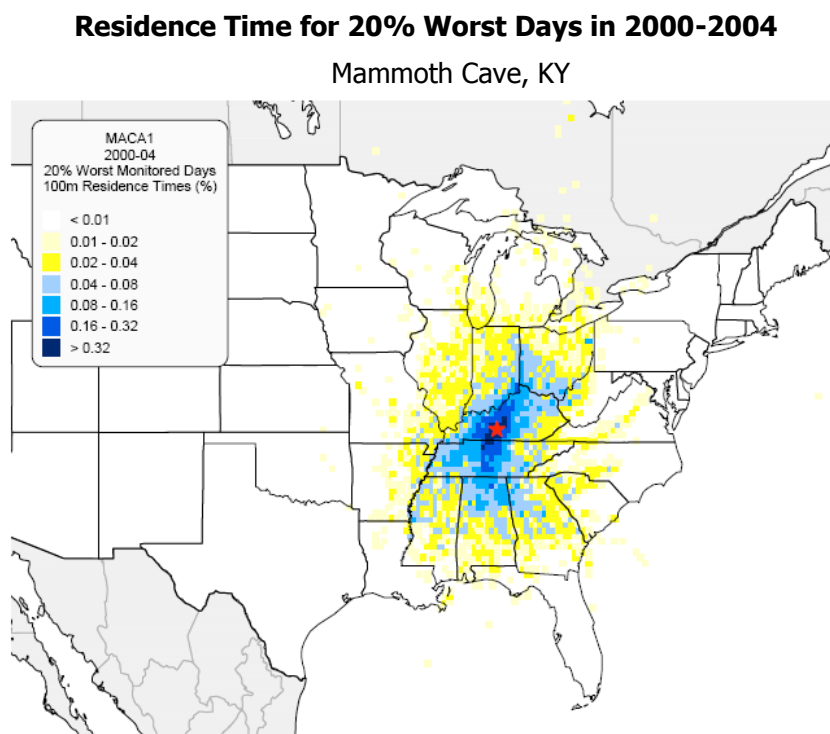 Residence Time for 20% Worst Days in 2000-2004
Mammoth Cave, KY
MACA1
2000-04
20% Worst Monitored Days
100m Residence Times (%)
< 0.01
0.01 - 0.02
0.02 - 0.04
0.04 - 0.08
0.08 - 0.16
0.16 - 0.32
> 0.32